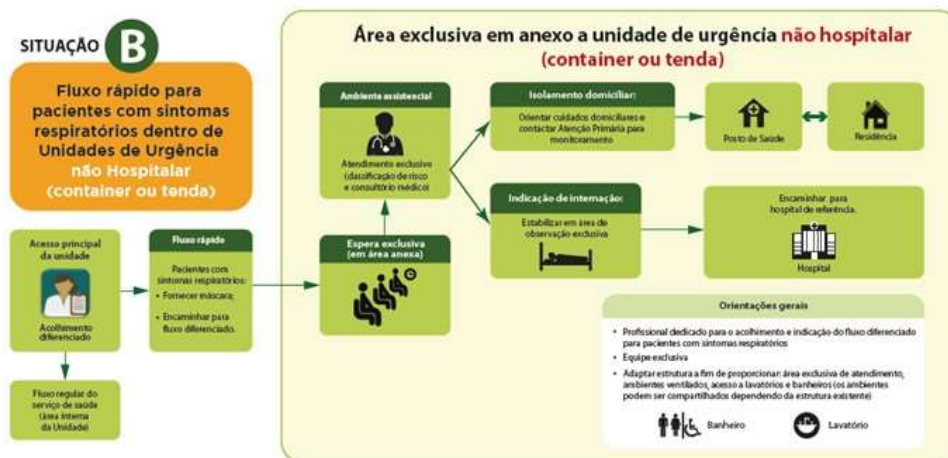 SITUAÇÃO B
Fluxo rápido para
pacientes com sintomas
respiratórios dentro de
Unidades de Urgência
não Hospitalar
(container ou tenda)
Acesso principal
da unidade
Acolhimento
diferenciado
Fluxo regular do
serviço de saúde
(área interna
da Unidade)
Fluxo rápido
Pacientes com
sintomas respiratórios:
• Fornecer máscara;
• Encaminhar para
fluxo diferenciado.
Área exclusiva em anexo a unidade de urgência não hospitalar
(container ou tenda)
Ambiente assistencial
Atendimento exclusivo
(classificação de risco
e consultório médico)
Espera exclusiva
(em área anexa)
Isolamento domiciliar:
Orientar cuidados domiciliares e
contactar Atenção Primária para
monitoramento
Posto de Saúde
Residência
Indicação de internação:
Estabilizar em área de
observação exclusiva
Encaminhar para
hospital de referência.
Hospital
Orientações gerais
• Profissional dedicado para o acolhimento e indicação do fluxo diferenciado
para pacientes com sintomas respiratórios
• Equipe exclusiva
• Adaptar estrutura a fim de proporcionar: área exclusiva de atendimento,
ambientes ventilados, acesso a lavatórios e banheiros (os ambientes
podem ser compartilhados dependendo da estrutura existente)
Banheiro
Lavatório